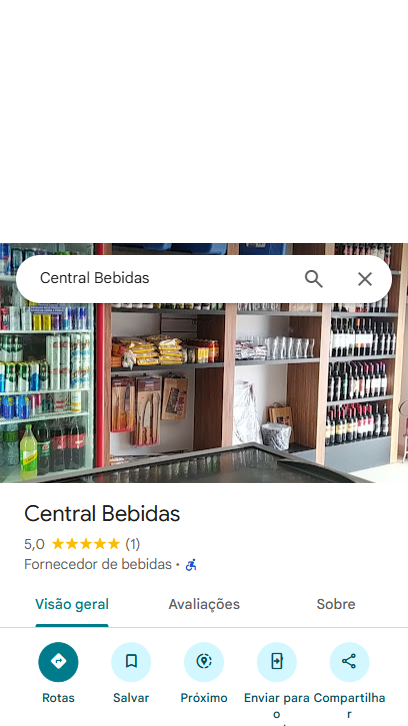 Central Bebidas
Central Bebidas
5,0 (1)
Fornecedor de bebidas ·
Visão geral
Avaliações
Sobre
Rotas
Salvar
Próximo
Enviar para o
Compartilhar